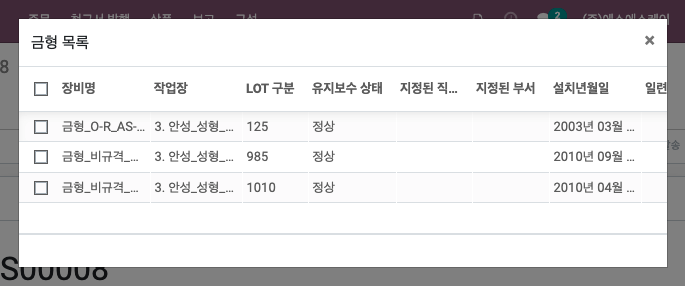 2
금형 목록
×
8
장비명 작업장 LOT 구분 유지보수 상태 지정된 직... 지정된 부서 설치년월일 일련
금형_O-R_AS-... 3. 안성_성형_... 125 정상 2003년 03월 ...
금형_비규격_... 3. 안성_성형_... 985 정상 2010년 09월 ...
금형_비규격_... 3. 안성_성형_... 1010 정상 2010년 04월 ...
S00008